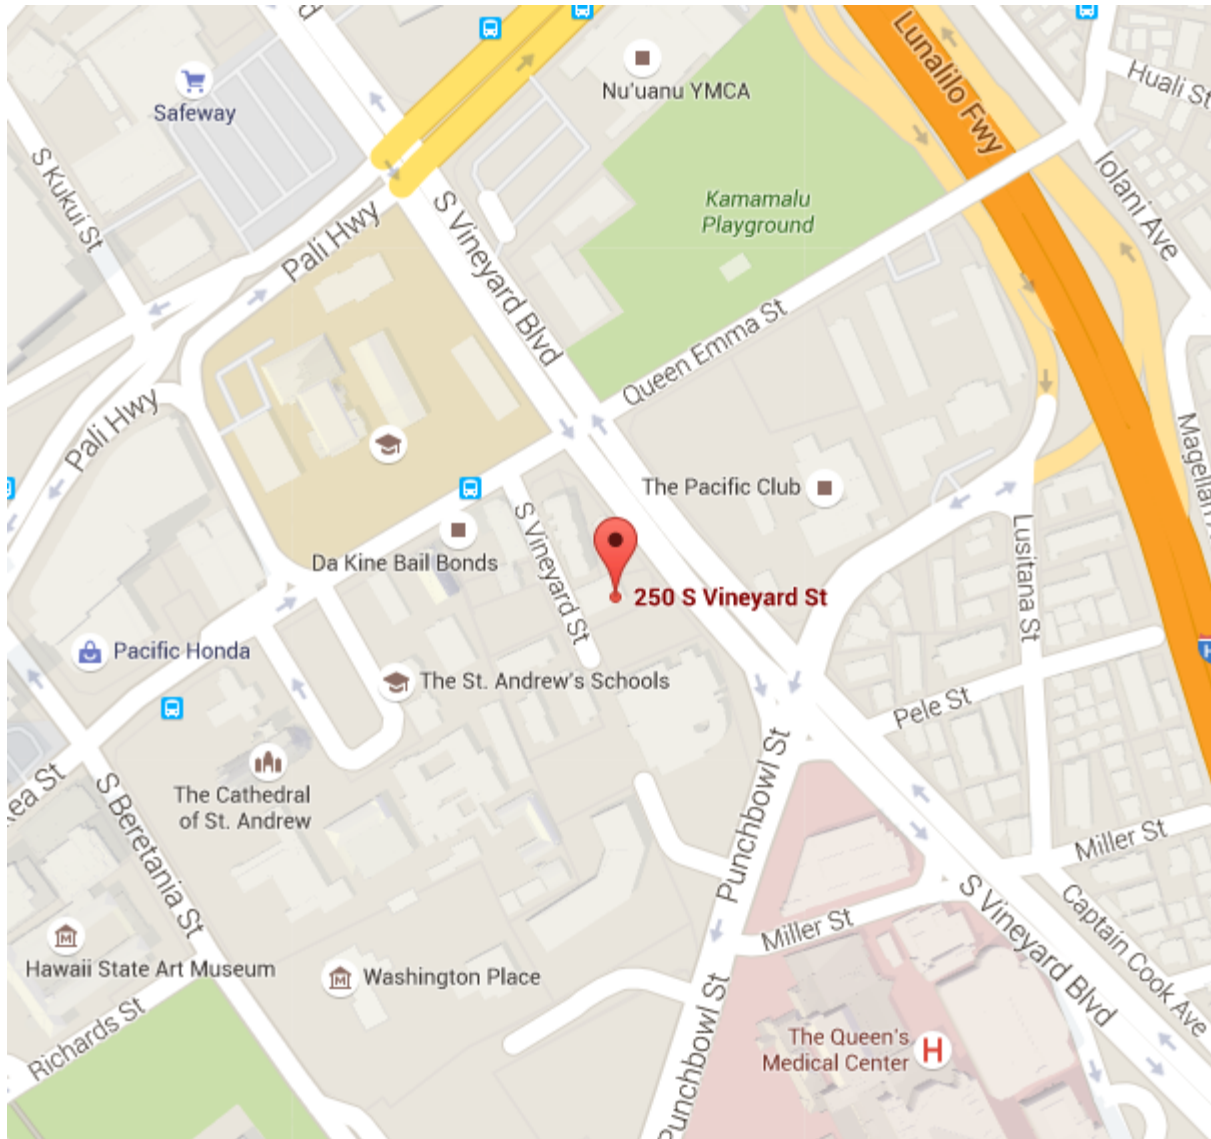 Safeway
Nu'uanu YMCA
Lunalilo Fwy
Huali St
S Kukui St
Iolani Ave
Kamamalu
Playground
Pali Hwy
S Vineyard Blvd
Queen Emma St
Pali Hwy
Magellan A
The Pacific Club
S Vineyard St
Lusitana St
Da Kine Bail Bonds
250 S Vineyard St
H
Pacific Honda
The St. Andrew's Schools
Pele St
Punchbowl St
The Cathedral
of St. Andrew
ea St
S Beretania St
Miller St
S Vineyard Blvd
Captain Cook Ave
Miller St
Hawaii State Art Museum
Washington Place
Richards St
Punchbowl St
The Queen's
Medical Center
H